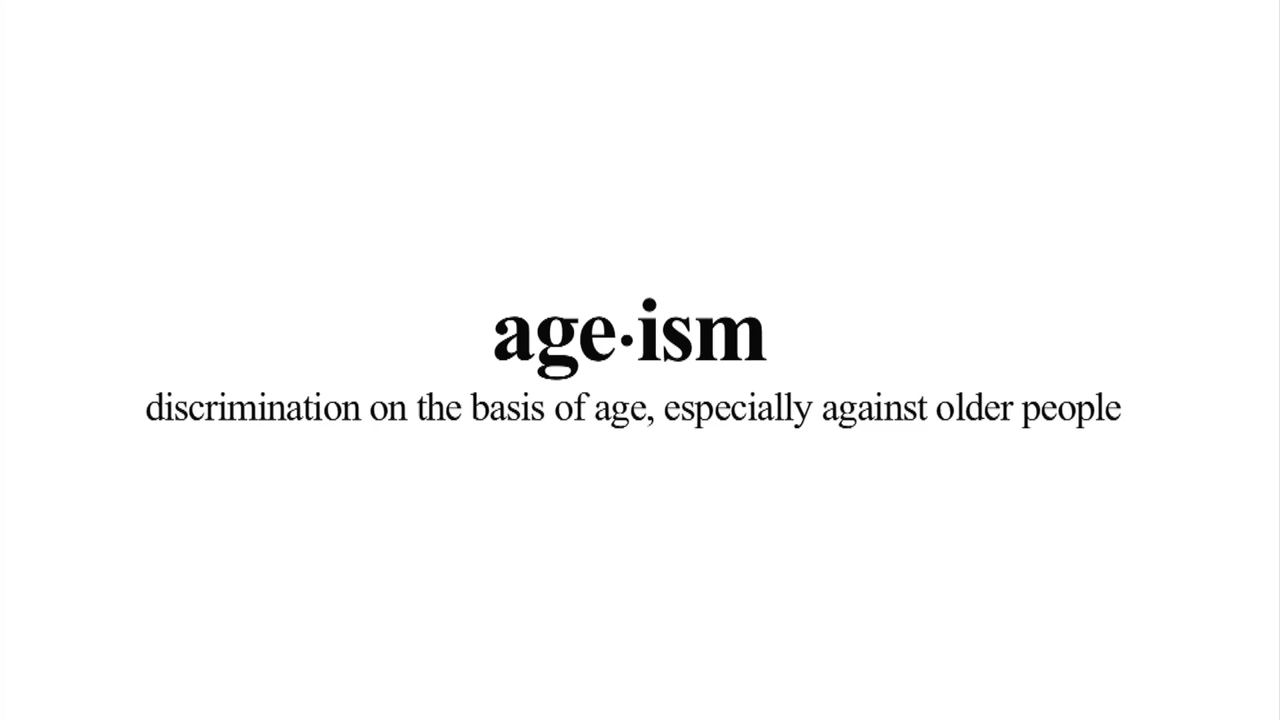 age·ism
discrimination on the basis of age, especially against older people